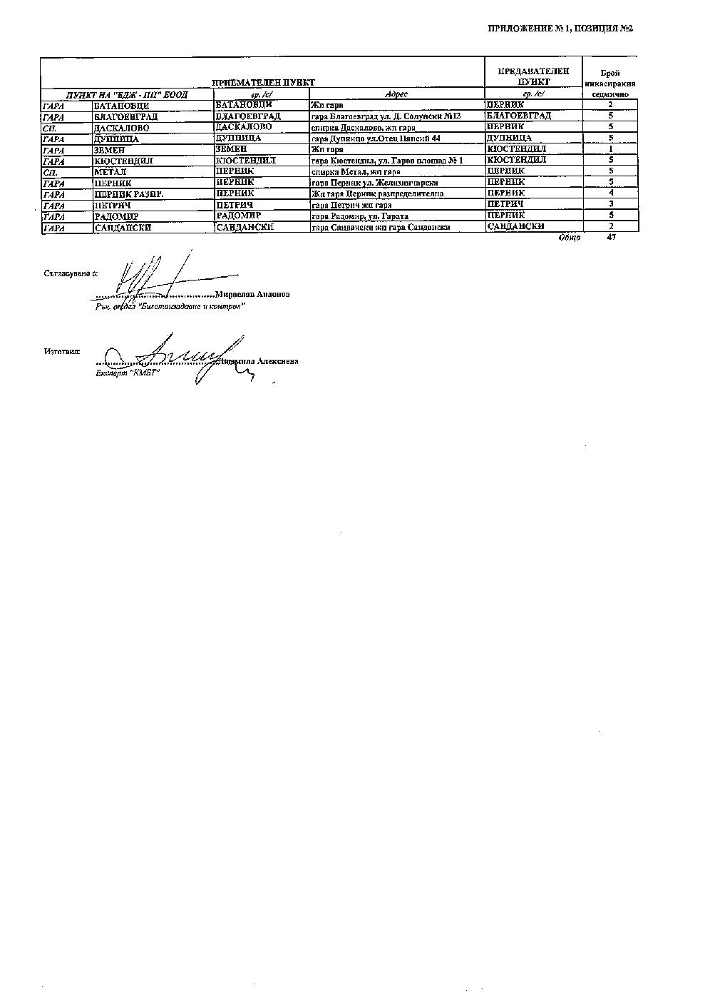 ПРИЛОЖЕНИЕ № 1, ПОЗИЦИЯ №2
ПРИЕМАТЕЛЕН ПУНКТ ПРЕДАВАТЕЛЕН ПУНКТ Брой инкасирания седмично
ПУНКТ НА "БДЖ - ПП" ЕООД гр. /с/ Адрес гр. /с/
ГАРА БАТАНОВЦИ БАТАНОВЦИ Жп гара ПЕРНИК 2
ГАРА БЛАГОЕВГРАД БЛАГОЕВГРАД гара Благоевград ул. Д. Солунски №13 БЛАГОЕВГРАД 5
СП. ДАСКАЛОВО ДАСКАЛОВО спирка Даскалово, жп гара ПЕРНИК 5
ГАРА ДУПНИЦА ДУПНИЦА гара Дупница ул.Отец Паисий 44 ДУПНИЦА 5
ГАРА ЗЕМЕН ЗЕМЕН Жп гара КЮСТЕНДИЛ 1
ГАРА КЮСТЕНДИЛ КЮСТЕНДИЛ гара Кюстендил, ул. Гаров площад № 1 КЮСТЕНДИЛ 5
СП. МЕТАЛ ПЕРНИК спирка Метал, жп гара ПЕРНИК 5
ГАРА ПЕРНИК ПЕРНИК гара Перник ул. Железничарска ПЕРНИК 5
ГАРА ПЕРНИК РАЗПР. ПЕРНИК Жп гара Перник разпределителна ПЕРНИК 4
ГАРА ПЕТРИЧ ПЕТРИЧ гара Петрич жп гара ПЕТРИЧ 3
ГАРА РАДОМИР РАДОМИР гара Радомир, ул. Гарата ПЕРНИК 5
ГАРА САНДАНСКИ САНДАНСКИ гара Сандански жп гара Сандански САНДАНСКИ 2
Общо 47
Съгласувано с:
Мирослав Андонов
Рък. отдел "Билетоиздаване и контрол"
Изготвил:
Людмила Алексиева
Експерт "КМБТ"